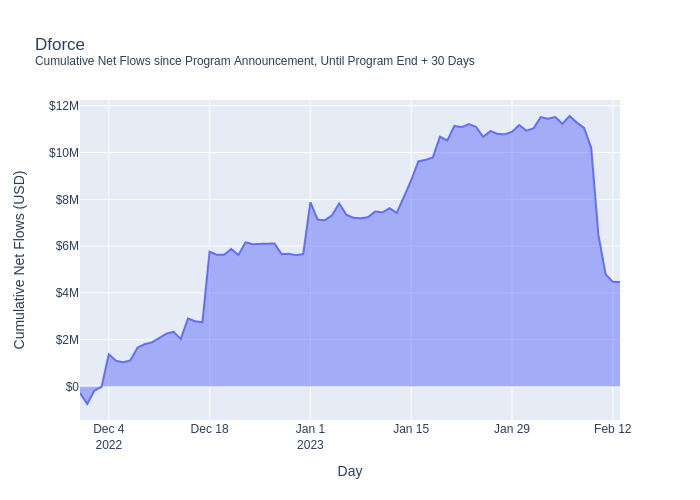 Dforce
Cumulative Net Flows since Program Announcement, Until Program End + 30 Days
Cumulative Net Flows (USD)
$12M
$10M
$8M
$6M
$4M
$2M
$0
Dec 4
2022
Dec 18
Jan 1
2023
Jan 15
Jan 29
Feb 12
Day